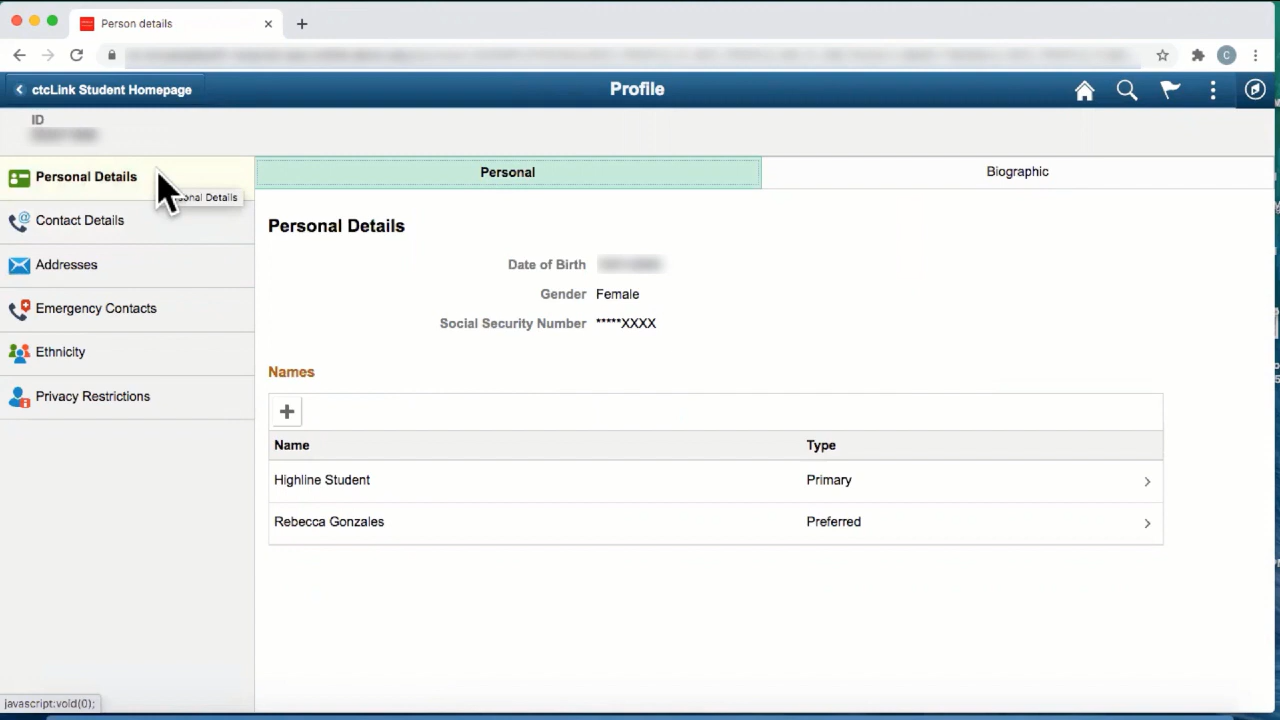 Person details
C
ctcLink Student Homepage
Profile
ID
Personal Details
Personal
Biographic
onal Details
Contact Details
Personal Details
Addresses
Date of Birth
Gender Female
Emergency Contacts
Social Security Number *****XXXX
Ethnicity
Names
Privacy Restrictions
Name Type
Highline Student Primary
Rebecca Gonzales Preferred
javascript:void(0);